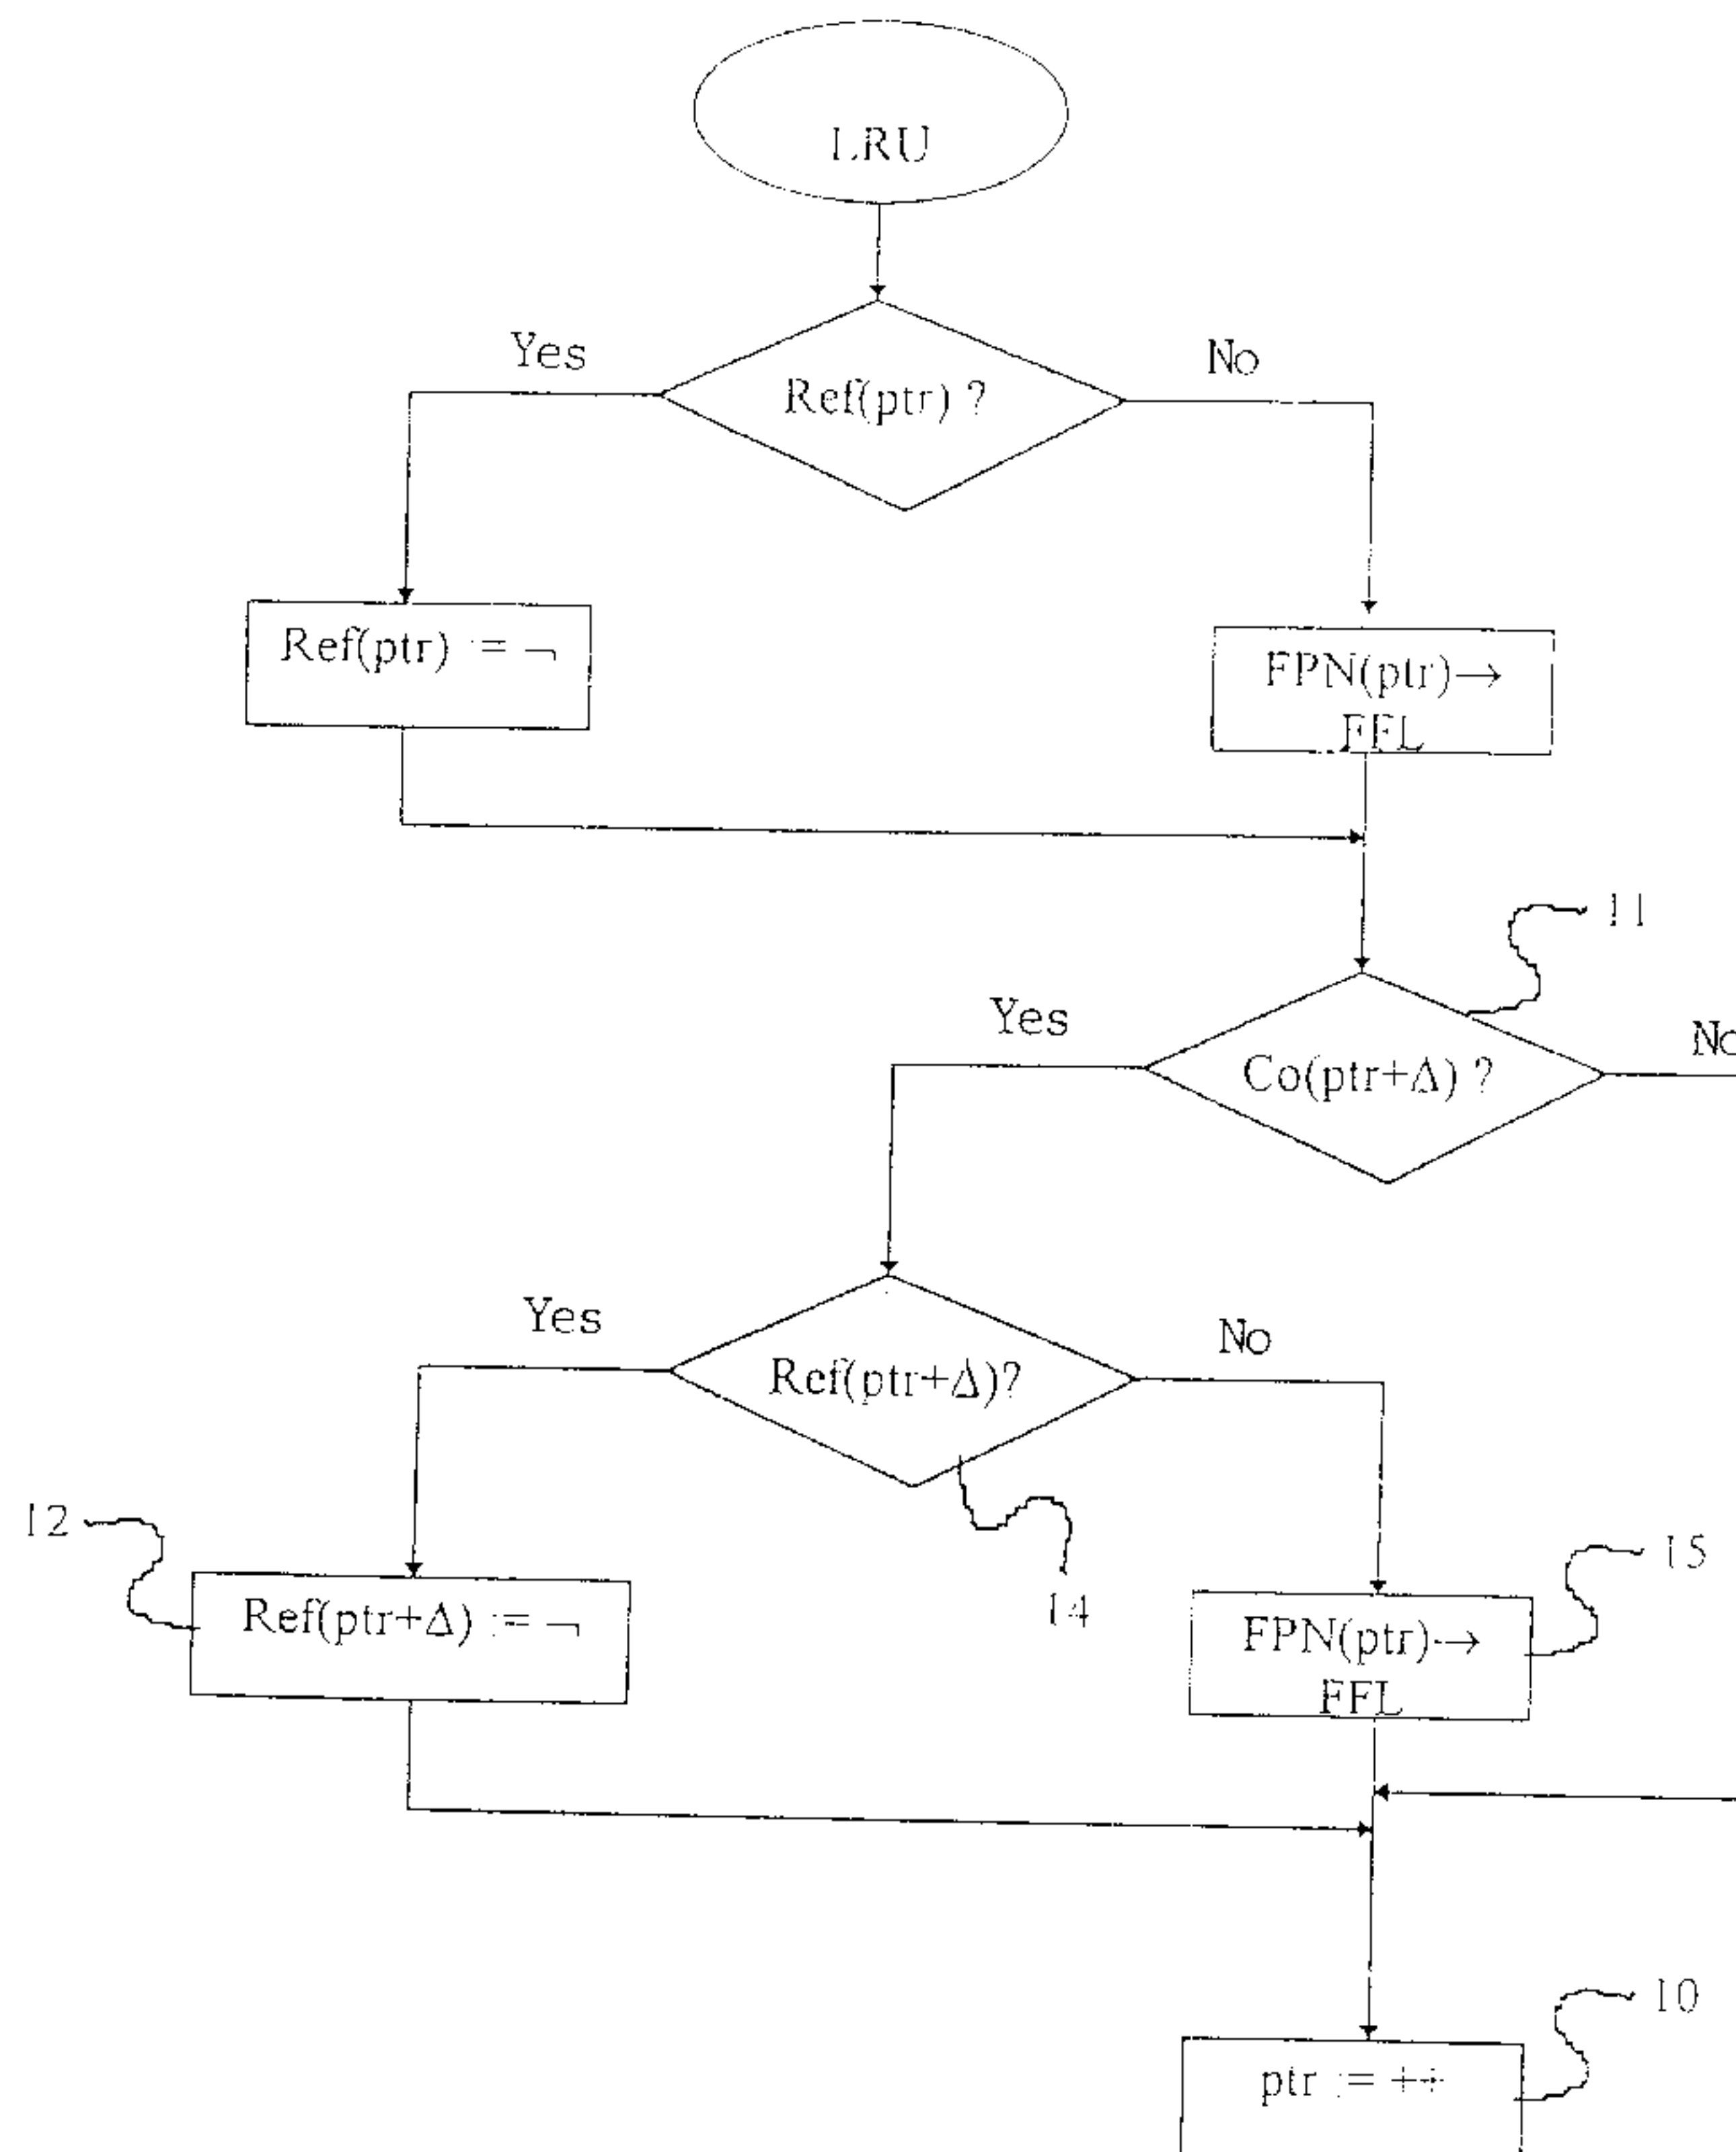 LRU
Yes
No
Ref(ptr) ?
Ref(ptr) := ¬
FPN(ptr)→
FFL
11
Yes
No
Co(ptr+Δ) ?
Yes
No
Ref(ptr+Δ)?
12
15
14
Ref(ptr+Δ) := ¬
FPN(ptr)→
FFL
10
ptr := ++